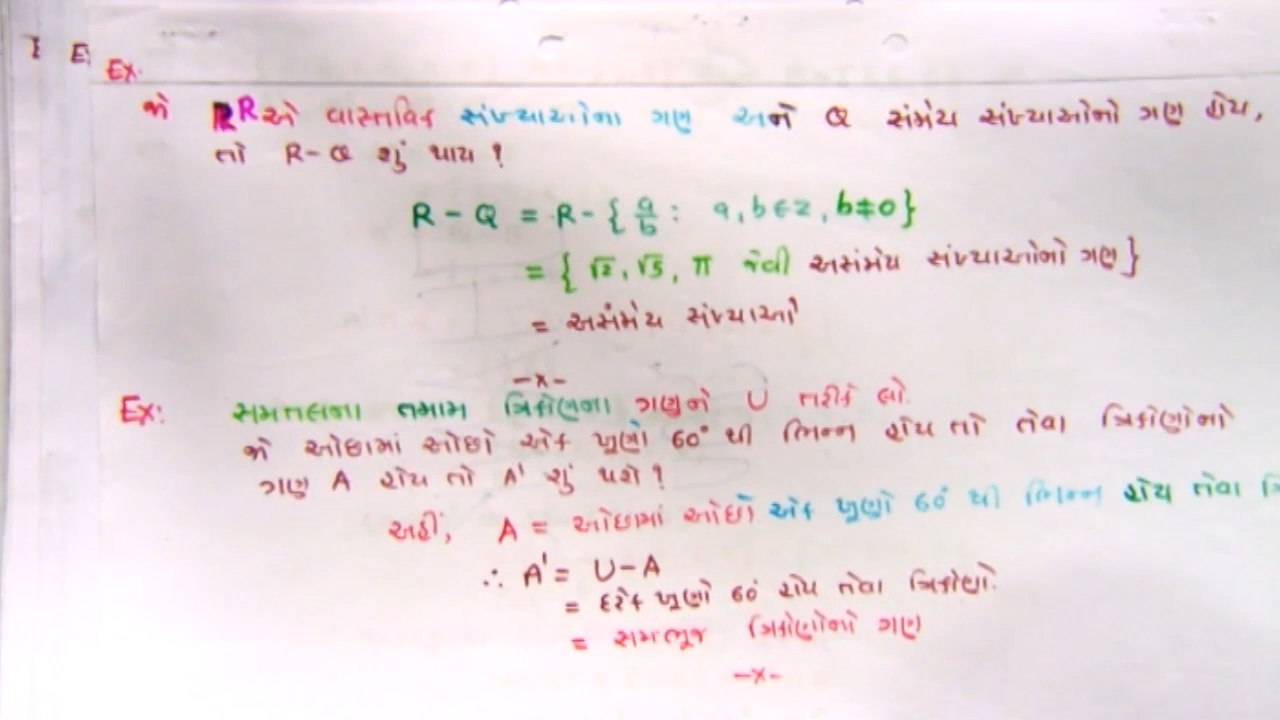 Ex.
જો R R એ વાસ્તવિક સંખ્યાઓના ગણ અને Q સંમેય સંખ્યાઓનો ગણ હોય,
તો R - Q શું થાય ?
R - Q = R - { a/b : a, b ∈ z, b ≠ 0 }
= { √2, √3, π જેવી અસંમેય સંખ્યાઓનો ગણ }
= અસંમેય સંખ્યાઓ
-x-
Ex: સમતલના તમામ ત્રિકોણના ગણને U તરીકે લો.
જો ઓછામાં ઓછો એક ખૂણો 60° થી ભિન્ન હોય તો તેવા ત્રિકોણોનો
ગણ A હોય તો A' શું થશે ?
અહીં, A = ઓછામાં ઓછો એક ખૂણો 60° થી ભિન્ન હોય તેવા
∴ A' = U - A
= દરેક ખૂણો 60° હોય તેવા ત્રિકોણો.
= સમભૂજ ત્રિકોણોનો ગણ
-x-